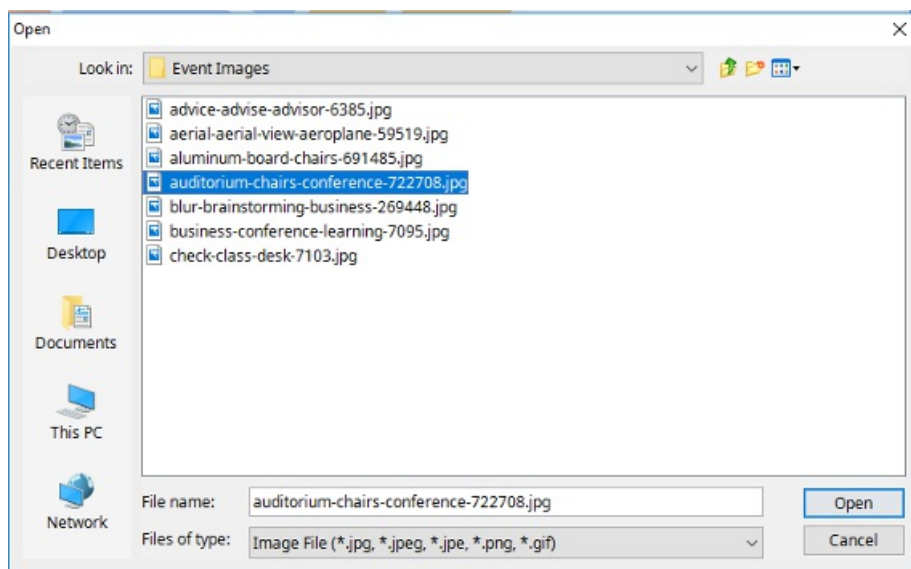 Open
Look in: Event Images
Recent Items
Desktop
Documents
This PC
Network
advice-advise-advisor-6385.jpg
aerial-aerial-view-aeroplane-59519.jpg
aluminum-board-chairs-691485.jpg
auditorium-chairs-conference-722708.jpg
blur-brainstorming-business-269448.jpg
business-conference-learning-7095.jpg
check-class-desk-7103.jpg
File name: auditorium-chairs-conference-722708.jpg Open
Files of type: Image File (*.jpg, *.jpeg, *.jpe, *.png, *.gif) Cancel